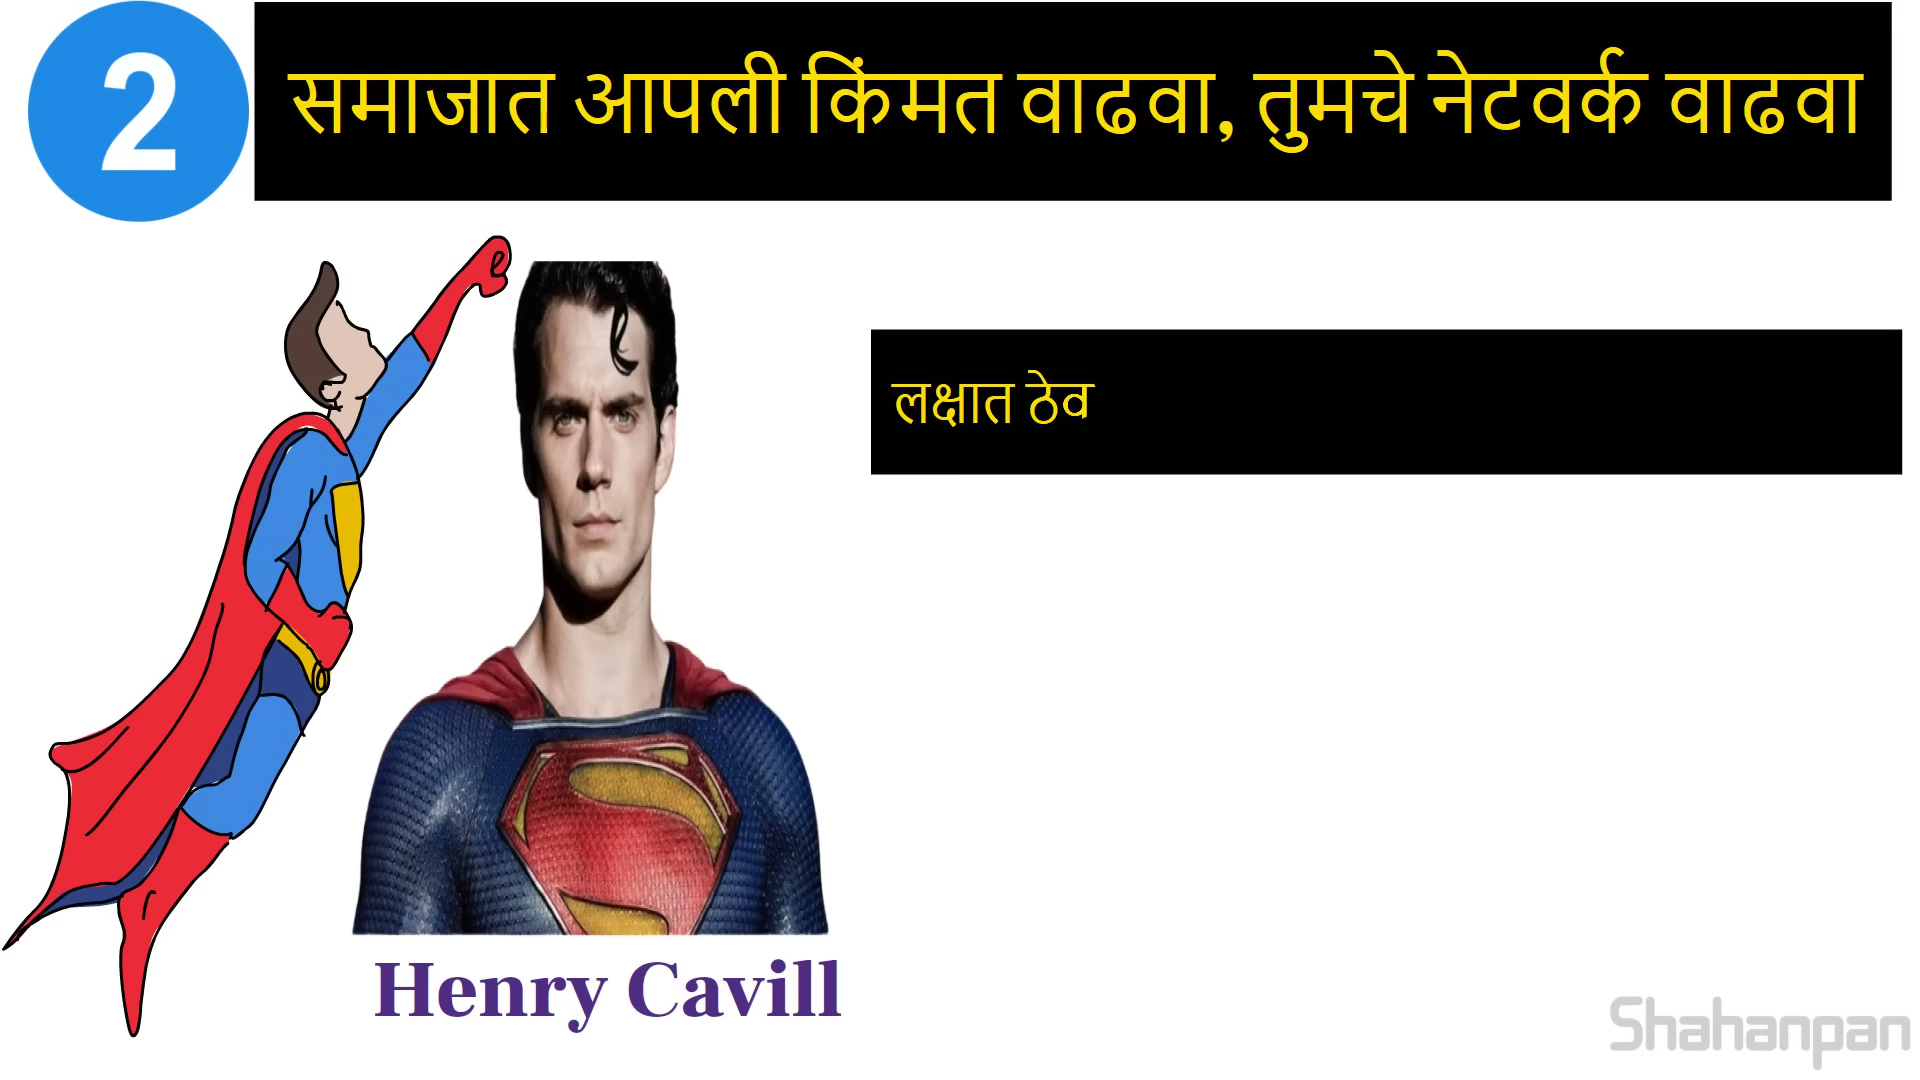 2
समाजात आपली किंमत वाढवा, तुमचे नेटवर्क वाढवा
लक्षात ठेव
Henry Cavill
Shahanpan